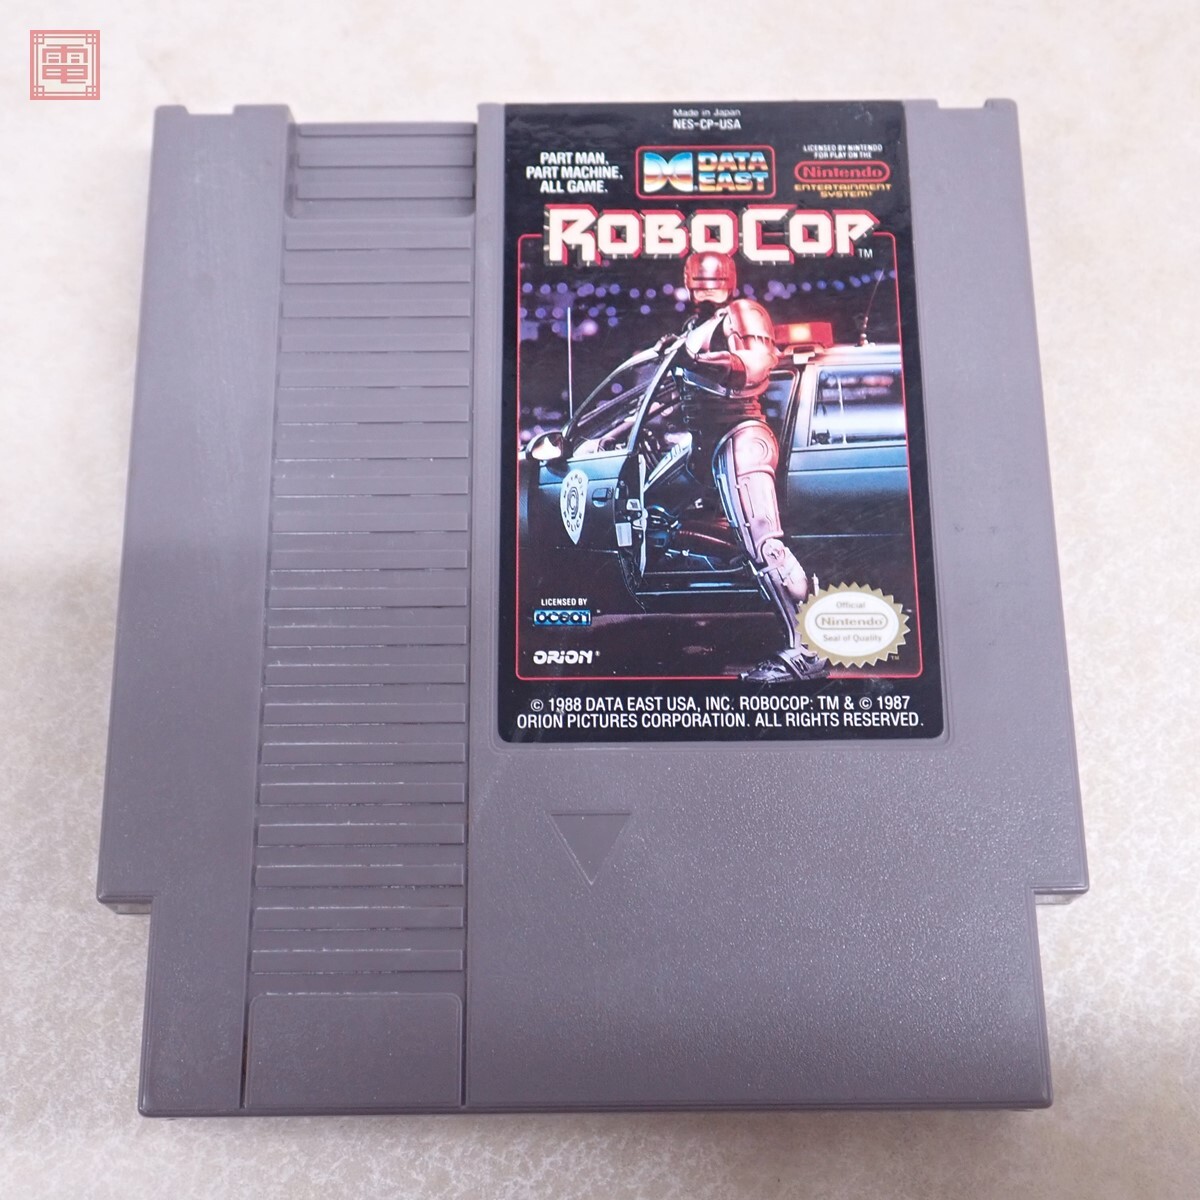 電
Made in Japan
NES-CP-USA
PART MAN,
PART MACHINE,
ALL GAME.
DATA
EAST
LICENSED BY NINTENDO
FOR PLAY ON THE
Nintendo
ENTERTAINMENT
SYSTEM
ROBOCOP™
LICENSED BY
ocean
ORION®
Official
Nintendo
Seal of Quality
TM
© 1988 DATA EAST USA, INC. ROBOCOP: TM & © 1987
ORION PICTURES CORPORATION. ALL RIGHTS RESERVED.